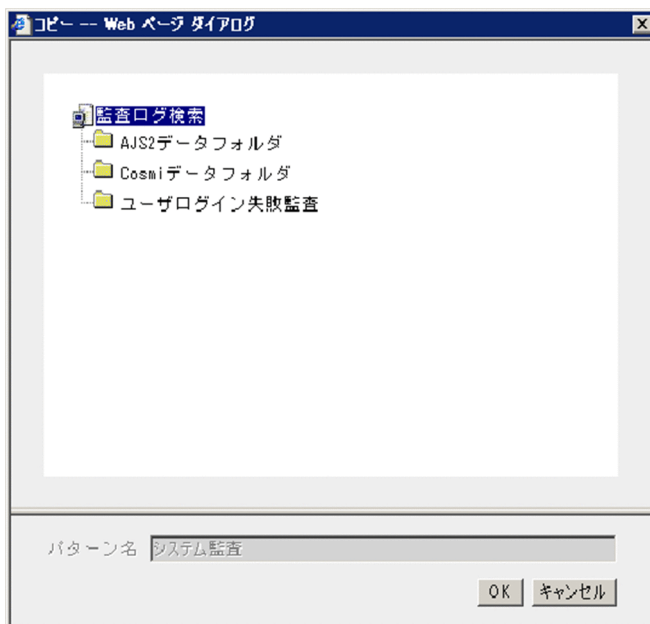 コピー -- Web ページ ダイアログ
監査ログ検索
AJS2データフォルダ
Cosmiデータフォルダ
ユーザログイン失敗監査
パターン名 システム監査
OK キャンセル